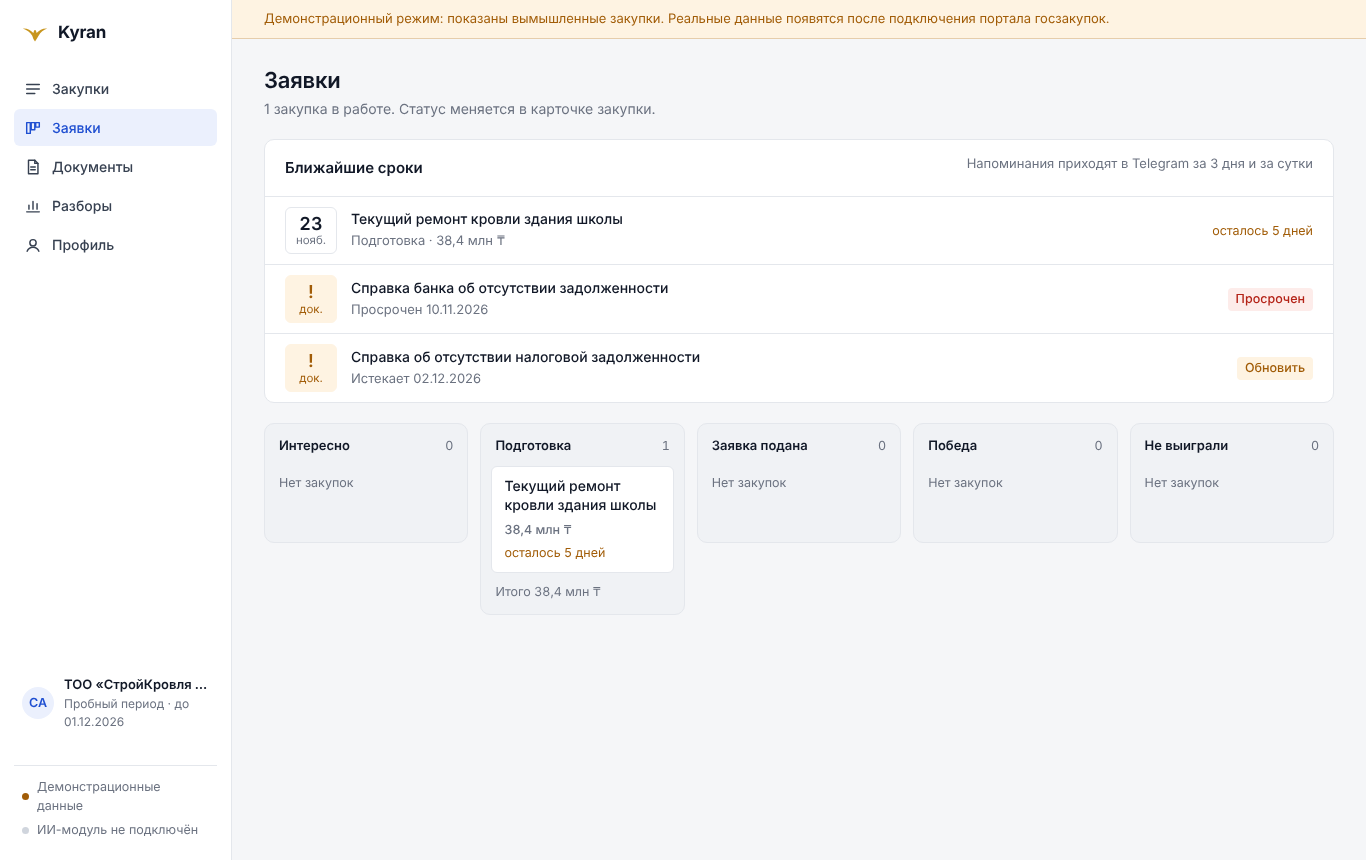 Kyran
Закупки
Заявки
Документы
Разборы
Профиль
ТОО «СтройКровля ...
СА
Пробный период · до
01.12.2026
Демонстрационные
данные
ИИ-модуль не подключён
Демонстрационный режим: показаны вымышленные закупки. Реальные данные появятся после подключения портала госзакупок.
Заявки
1 закупка в работе. Статус меняется в карточке закупки.
Ближайшие сроки
Напоминания приходят в Telegram за 3 дня и за сутки
23
нояб.
Текущий ремонт кровли здания школы
Подготовка · 38,4 млн ₸
осталось 5 дней
!
док.
Справка банка об отсутствии задолженности
Просрочен 10.11.2026
Просрочен
!
док.
Справка об отсутствии налоговой задолженности
Истекает 02.12.2026
Обновить
Интересно 0
Нет закупок
Подготовка 1
Текущий ремонт
кровли здания школы
38,4 млн ₸
осталось 5 дней
Итого 38,4 млн ₸
Заявка подана 0
Нет закупок
Победа 0
Нет закупок
Не выиграли 0
Нет закупок